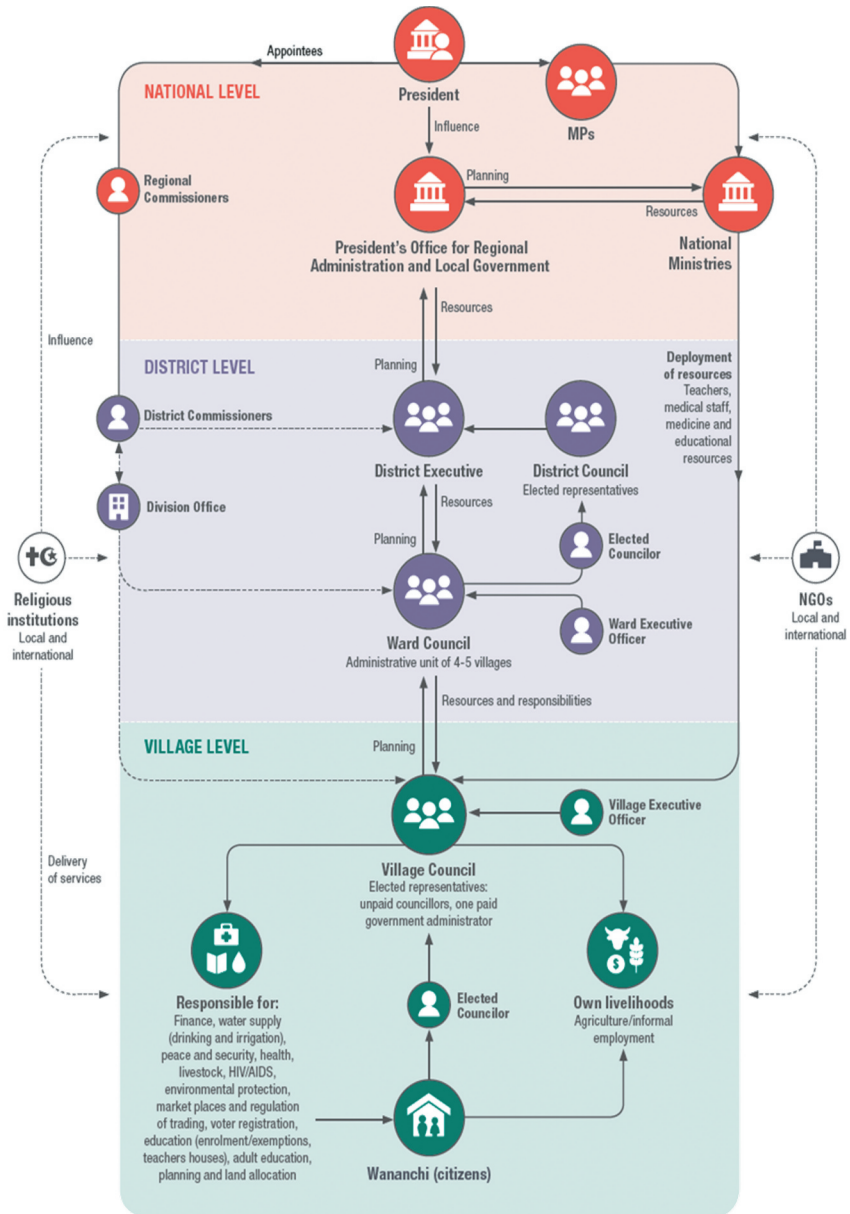 Appointees
NATIONAL LEVEL
President
MPs
Influence
Regional
Commissioners
Planning
Resources
President's Office for Regional
Administration and Local Government
National
Ministries
Resources
Influence
Planning
DISTRICT LEVEL
Deployment
of resources
Teachers,
medical staff,
medicine and
educational
resources
District Commissioners
District Executive
District Council
Elected representatives
Division Office
Resources
Planning
Elected
Councilor
Religious
institutions
Local and
international
NGOs
Local and
international
Ward Executive
Officer
Ward Council
Administrative unit of 4-5 villages
Resources and responsibilities
VILLAGE LEVEL
Planning
Village Executive
Officer
Delivery
of services
Village Council
Elected representatives:
unpaid councillors, one paid
government administrator
Responsible for:
Finance, water supply
(drinking and irrigation),
peace and security, health,
livestock, HIV/AIDS,
environmental protection,
market places and regulation
of trading, voter registration,
education (enrolment/exemptions,
teachers houses), adult education,
planning and land allocation
Elected
Councilor
Own livelihoods
Agriculture/informal
employment
Wananchi (citizens)